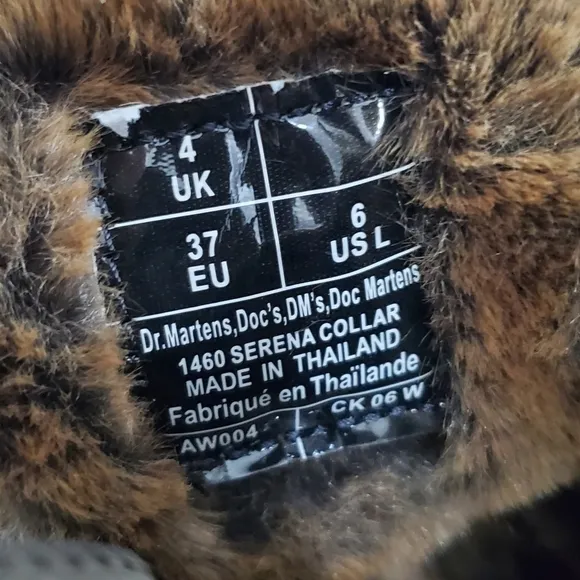 4
UK
37
EU
6
US L
Dr.Martens,Doc's,DM's,Doc Martens
1460 SERENA COLLAR
MADE IN THAILAND
Fabriqué en Thaïlande
AW004
CK 06 W